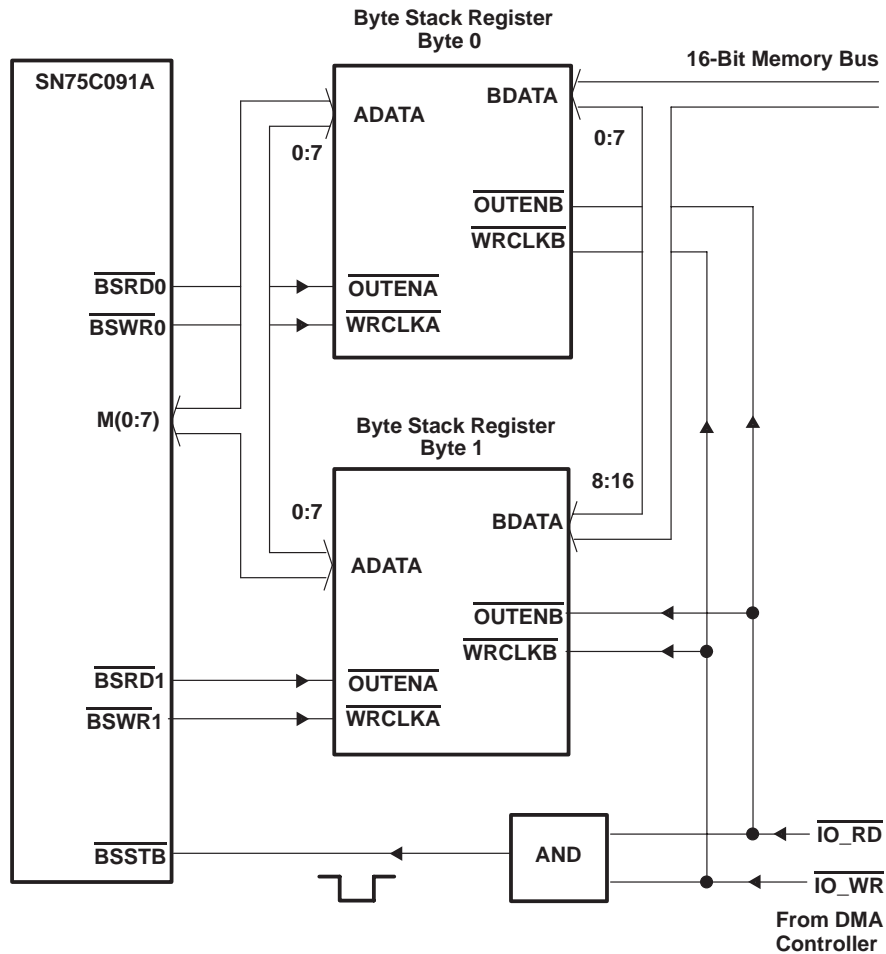 Byte Stack Register
Byte 0
16-Bit Memory Bus
SN75C091A
ADATA
BDATA
0:7
0:7
OUTENB
WRCLKB
BSRD0
OUTENA
BSWR0
WRCLKA
M(0:7)
Byte Stack Register
Byte 1
8:16
0:7
BDATA
ADATA
OUTENB
WRCLKB
BSRD1
OUTENA
BSWR1
WRCLKA
IO_RD
BSSTB
AND
IO_WR
From DMA
Controller